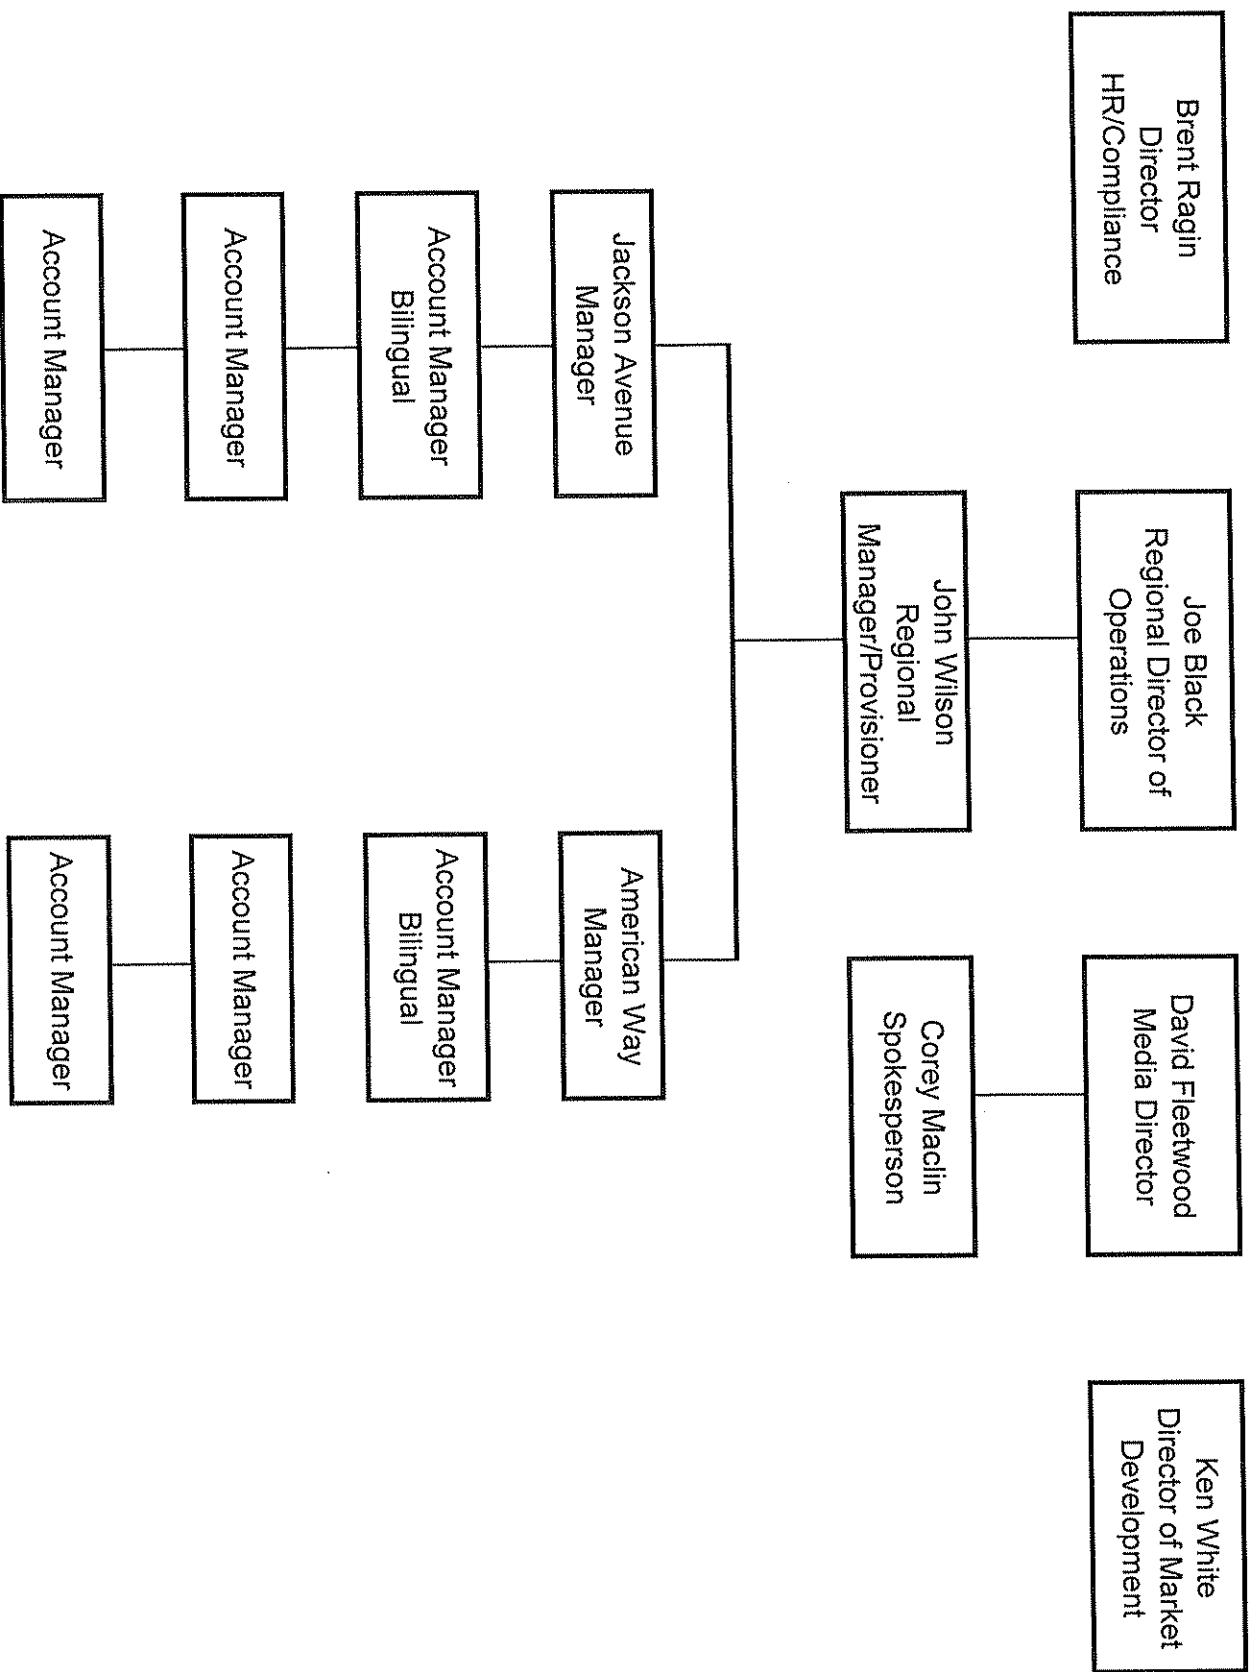 Brent Ragin
Director
HR/Compliance
Joe Black
Regional Director of
Operations
David Fleetwood
Media Director
Ken White
Director of Market
Development
John Wilson
Regional
Manager/Provisioner
Corey Maclin
Spokesperson
Jackson Avenue
Manager
American Way
Manager
Account Manager
Bilingual
Account Manager
Bilingual
Account Manager
Account Manager
Account Manager
Account Manager